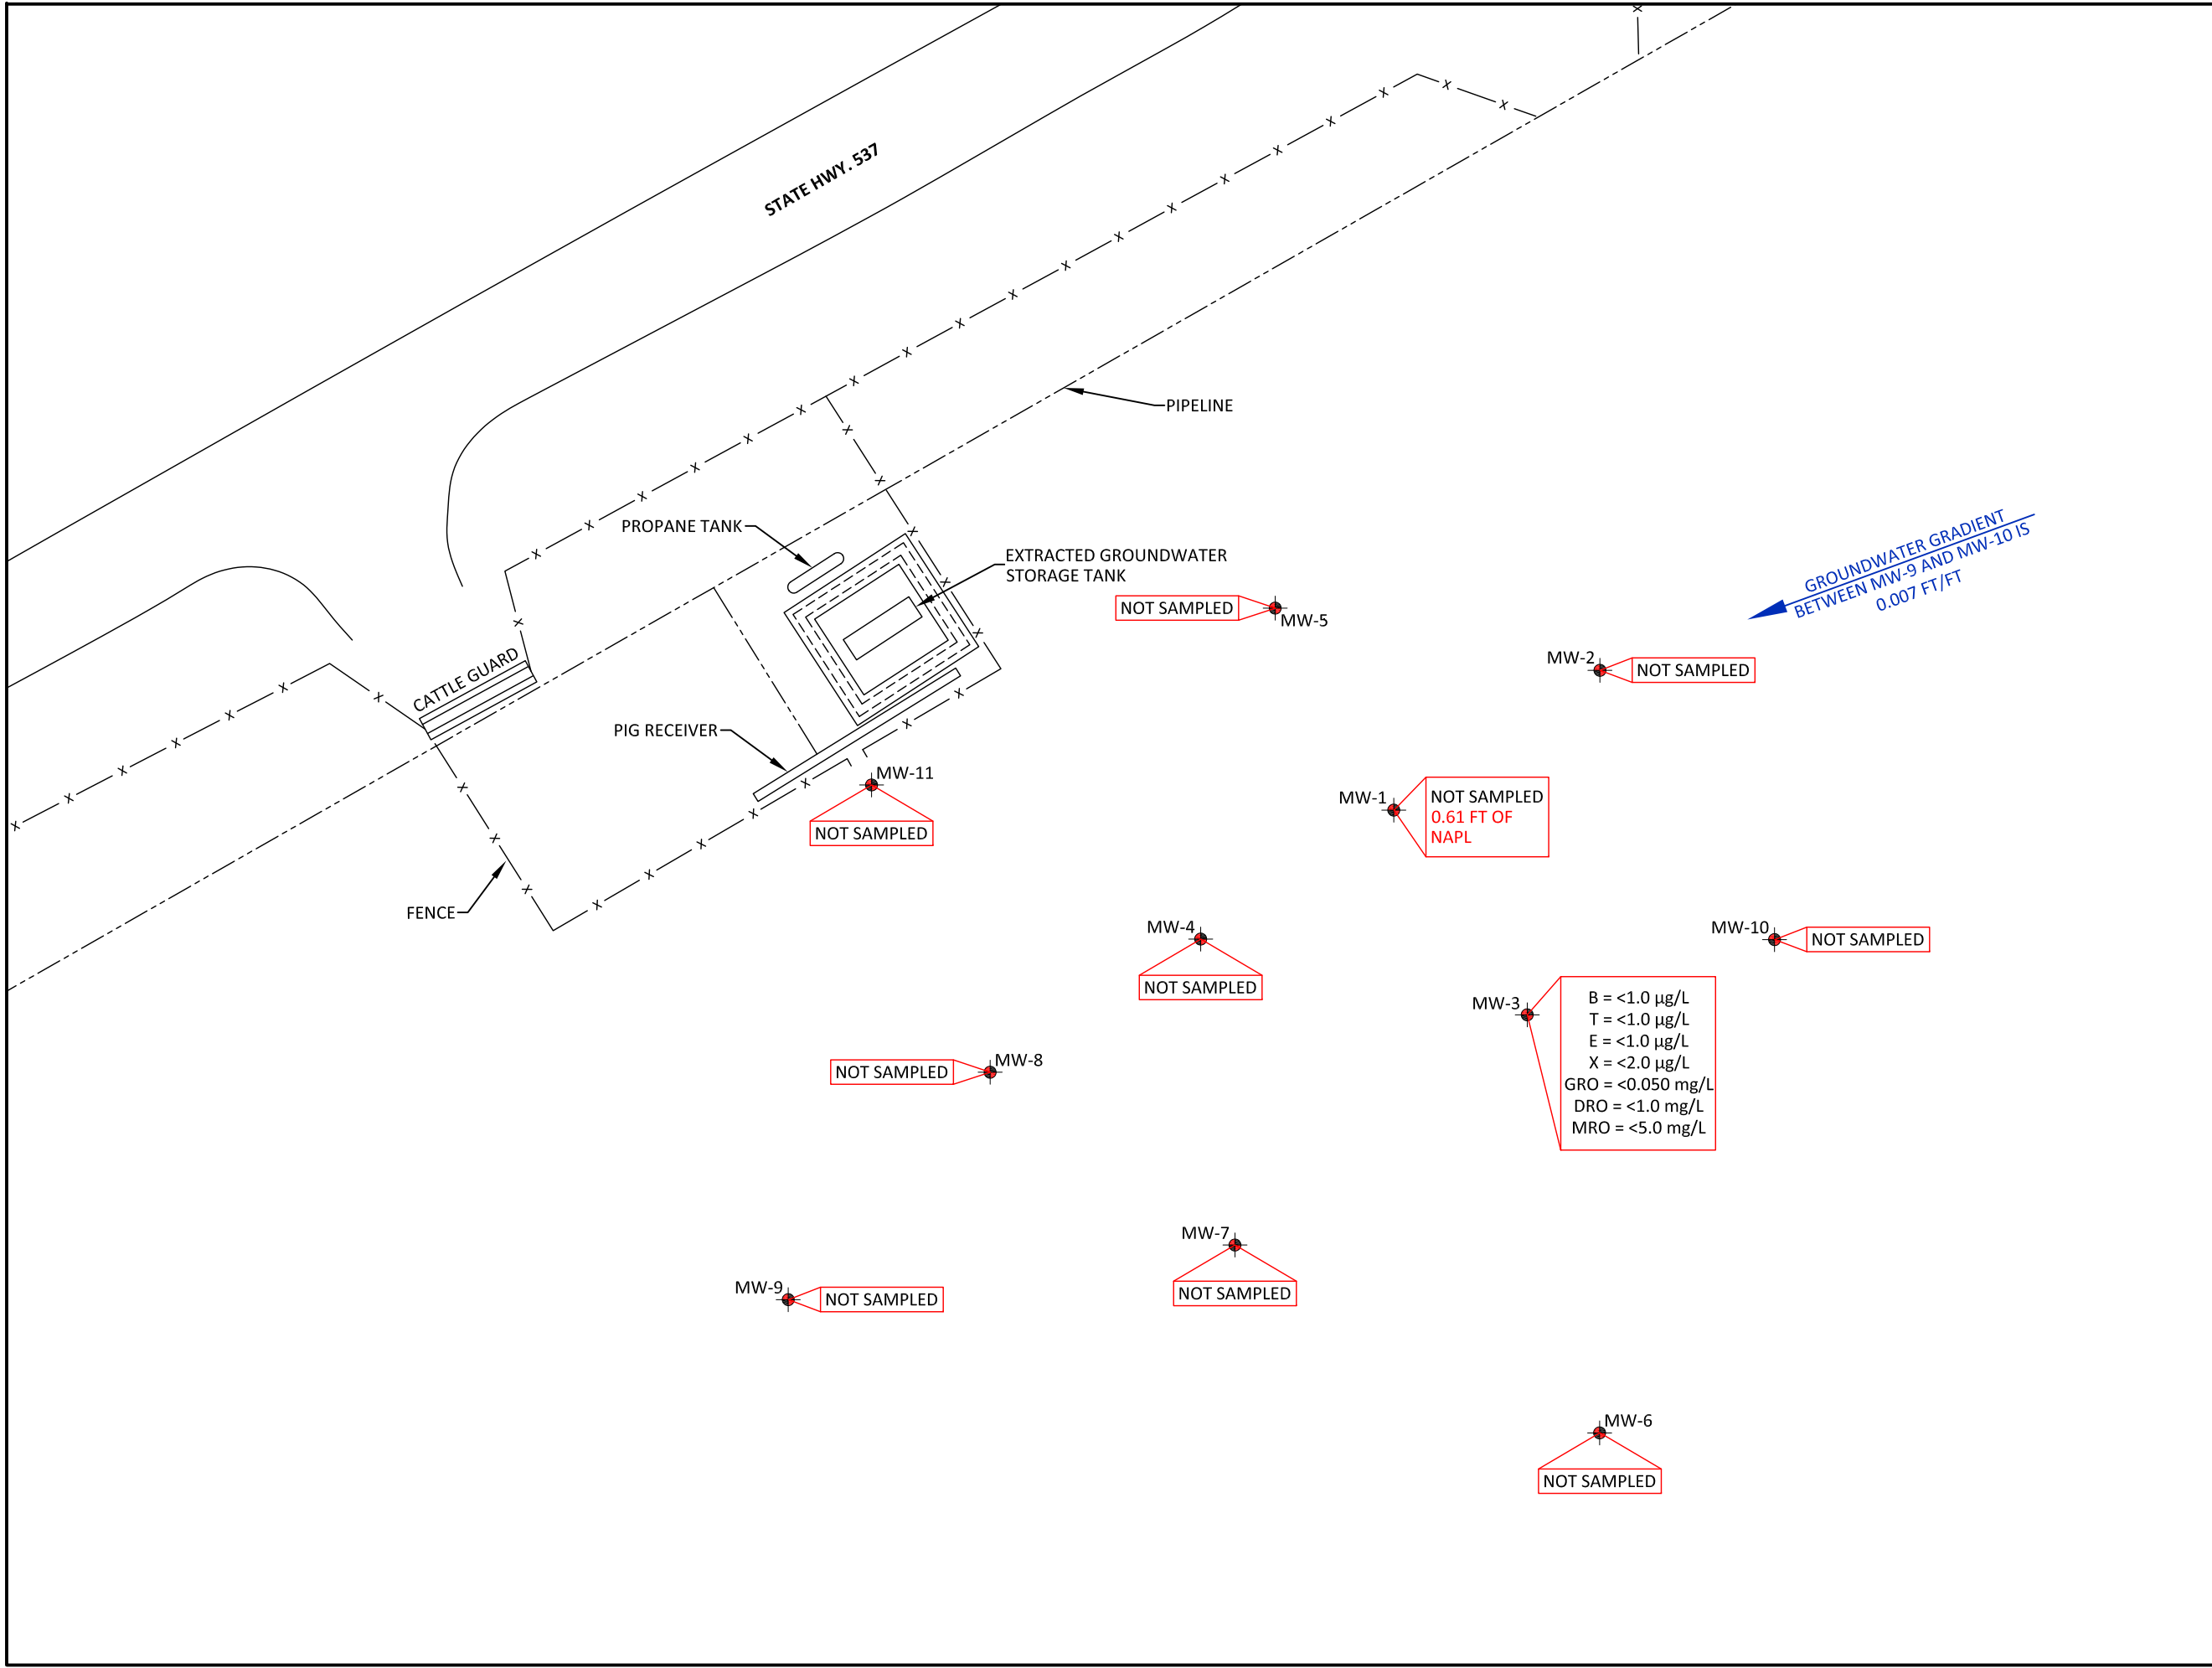 STATE HWY. 537
PIPELINE
PROPANE TANK
EXTRACTED GROUNDWATER
STORAGE TANK
GROUNDWATER GRADIENT
BETWEEN MW-9 AND MW-10 IS
0.007 FT/FT
NOT SAMPLED
MW-5
MW-2
NOT SAMPLED
CATTLE GUARD
PIG RECEIVER
MW-11
NOT SAMPLED
MW-1
NOT SAMPLED
0.61 FT OF
NAPL
FENCE
MW-4
NOT SAMPLED
MW-10
NOT SAMPLED
MW-3
B = <1.0 µg/L
T = <1.0 µg/L
E = <1.0 µg/L
X = <2.0 µg/L
GRO = <0.050 mg/L
DRO = <1.0 mg/L
MRO = <5.0 mg/L
NOT SAMPLED
MW-8
MW-7
NOT SAMPLED
MW-9
NOT SAMPLED
MW-6
NOT SAMPLED